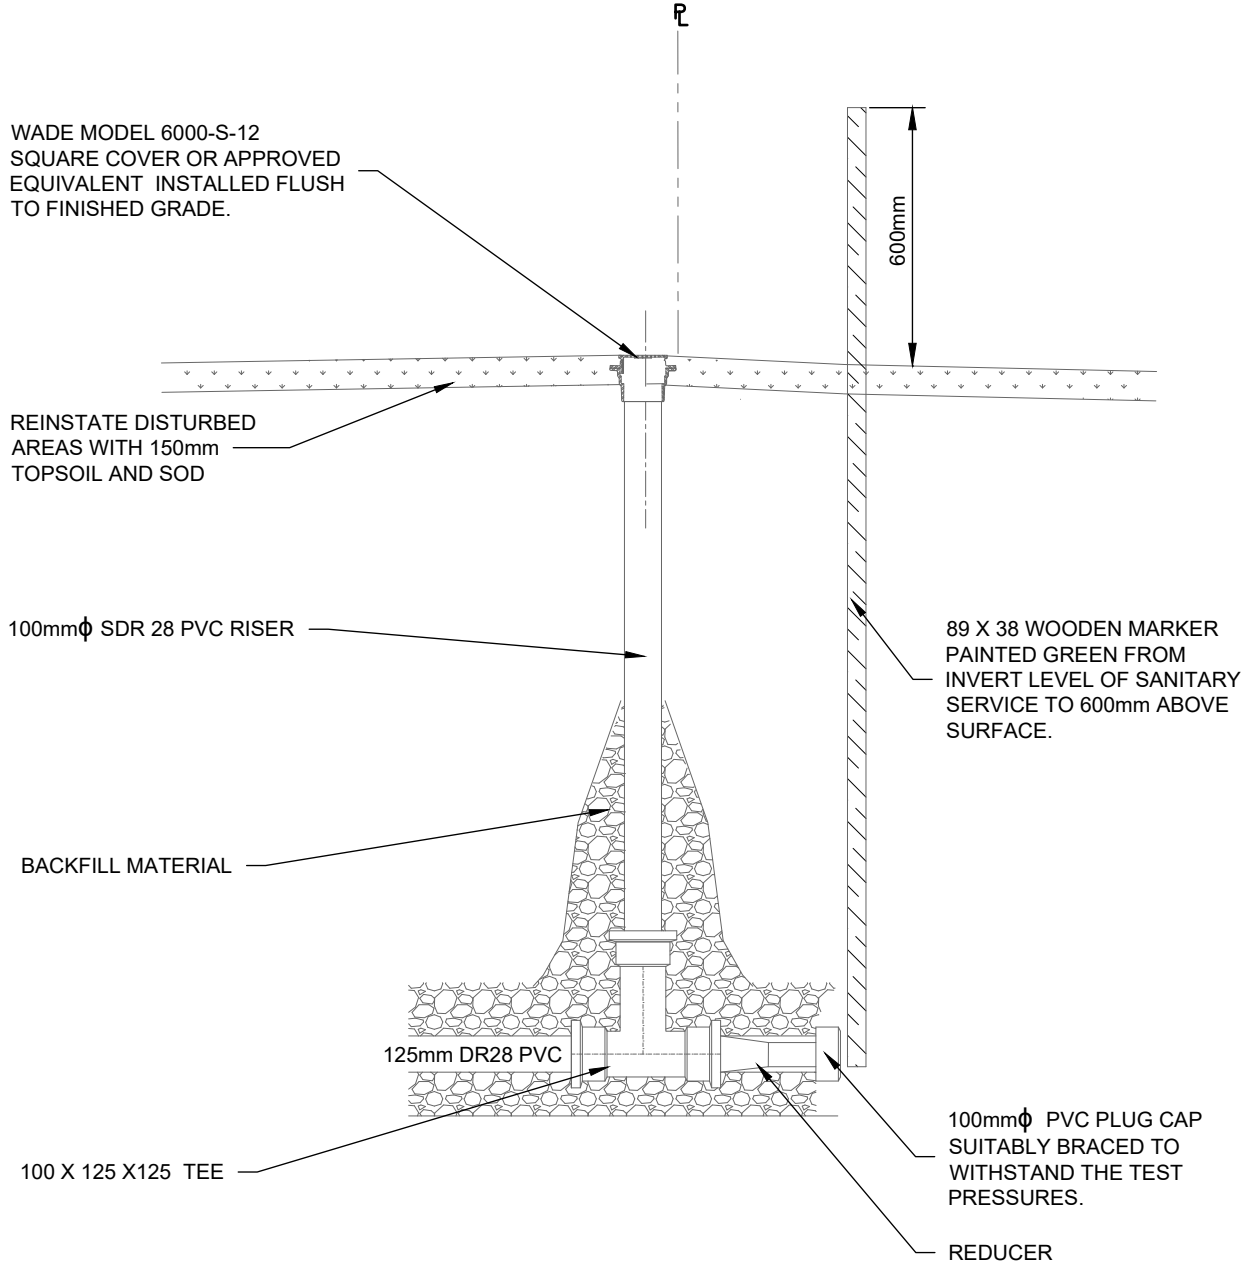 ℄
WADE MODEL 6000-S-12
SQUARE COVER OR APPROVED
EQUIVALENT INSTALLED FLUSH
TO FINISHED GRADE.
600mm
REINSTATE DISTURBED
AREAS WITH 150mm
TOPSOIL AND SOD
100mmϕ SDR 28 PVC RISER
89 X 38 WOODEN MARKER
PAINTED GREEN FROM
INVERT LEVEL OF SANITARY
SERVICE TO 600mm ABOVE
SURFACE.
BACKFILL MATERIAL
125mm DR28 PVC
100 X 125 X125 TEE
100mmϕ PVC PLUG CAP
SUITABLY BRACED TO
WITHSTAND THE TEST
PRESSURES.
REDUCER